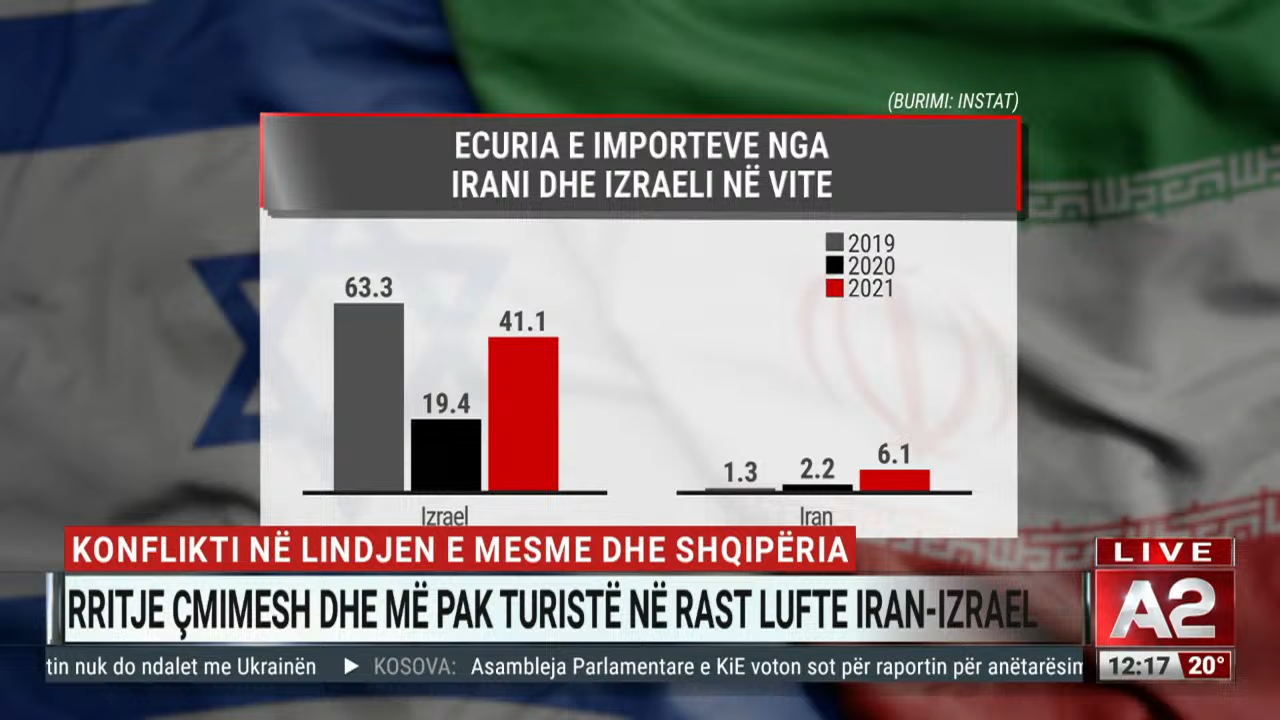 (BURIMI: INSTAT)
ECURIA E IMPORTEVE NGA
IRANI DHE IZRAELI NË VITE
2019
2020
2021
63.3
19.4
41.1
1.3
2.2
6.1
Izrael
Iran
KONFLIKTI NË LINDJEN E MESME DHE SHQIPËRIA
RRITJE ÇMIMESH DHE MË PAK TURISTË NË RAST LUFTE IRAN-IZRAEL
LIVE
A2
12:17 20°
tin nuk do ndalet me Ukrainën ▶ KOSOVA: Asambleja Parlamentare e KiE voton sot për raportin për anëtarësim